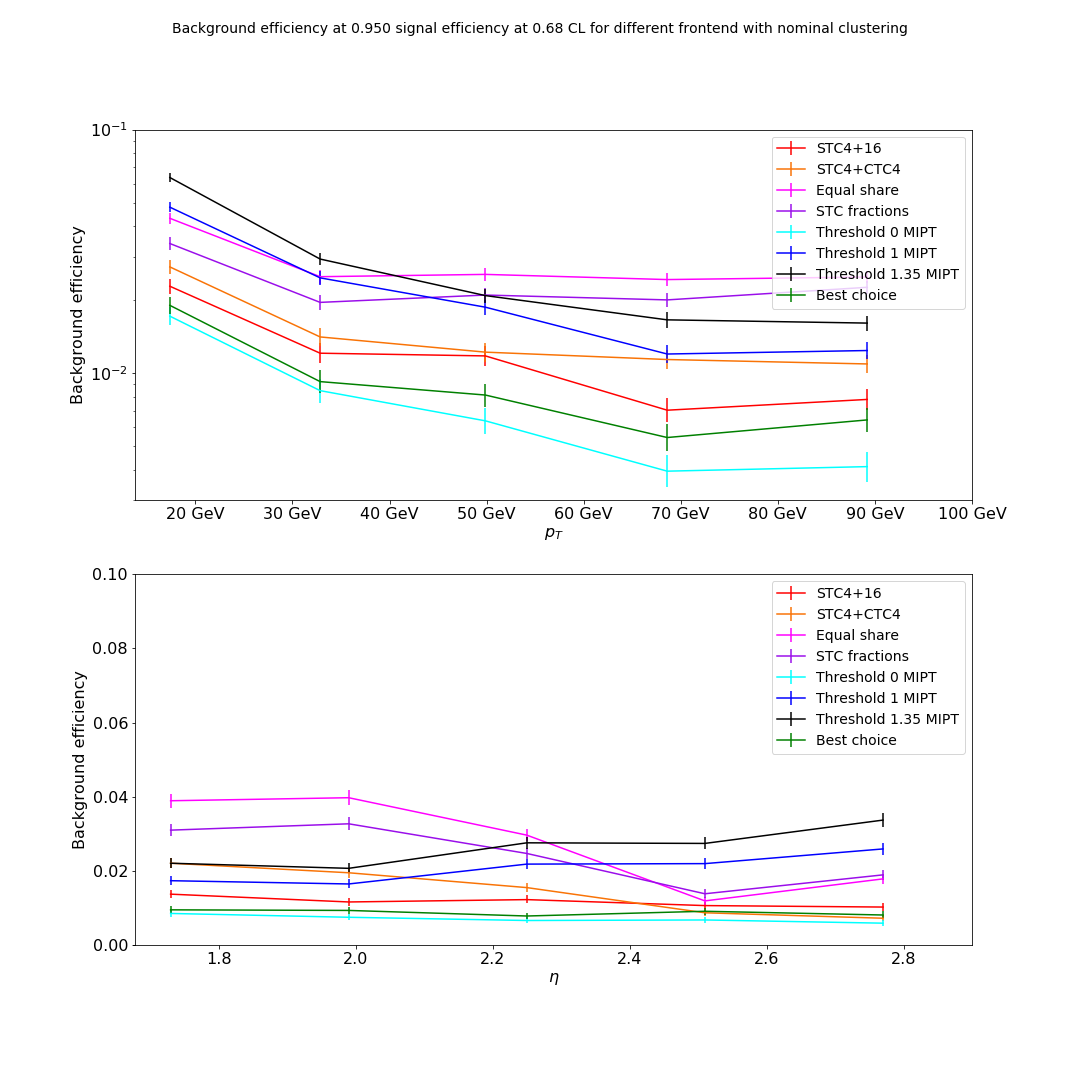 Background efficiency at 0.950 signal efficiency at 0.68 CL for different frontend with nominal clustering
10⁻¹
10⁻²
Background efficiency
STC4+16
STC4+CTC4
Equal share
STC fractions
Threshold 0 MIPT
Threshold 1 MIPT
Threshold 1.35 MIPT
Best choice
20 GeV 30 GeV 40 GeV 50 GeV 60 GeV 70 GeV 80 GeV 90 GeV 100 GeV
p_T
0.10
0.08
0.06
0.04
0.02
0.00
Background efficiency
STC4+16
STC4+CTC4
Equal share
STC fractions
Threshold 0 MIPT
Threshold 1 MIPT
Threshold 1.35 MIPT
Best choice
1.8 2.0 2.2 2.4 2.6 2.8
η